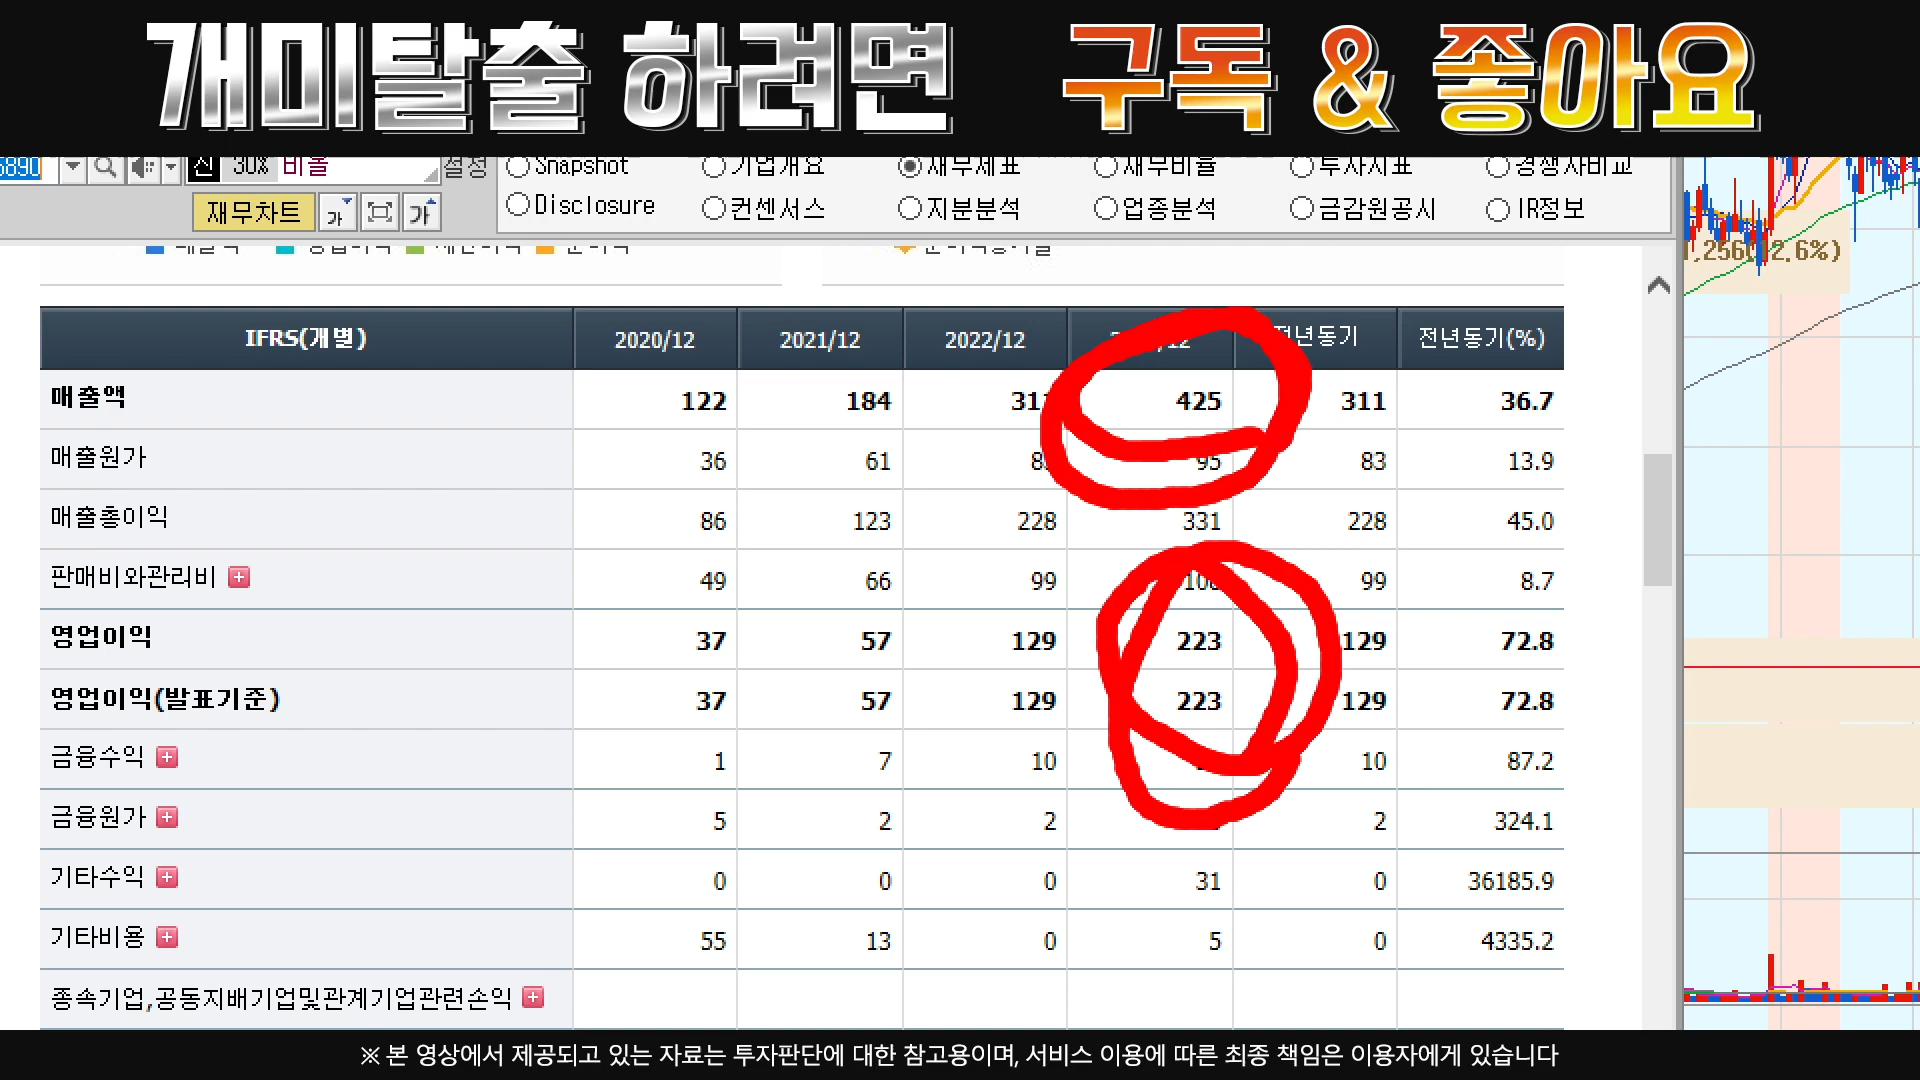 개미탈출 하려면 구독 & 좋아요
6890 신 30% 비올 설정 Snapshot 기업개요 재무제표 재무비율 투자지표 경쟁사비교
재무차트 가 가 Disclosure 컨센서스 지분분석 업종분석 금감원공시 IR정보
IFRS(개별) 2020/12 2021/12 2022/12 전년동기 전년동기(%)
매출액 122 184 311 425 311 36.7
매출원가 36 61 95 83 13.9
매출총이익 86 123 228 331 228 45.0
판매비와관리비 49 66 99 99 8.7
영업이익 37 57 129 223 129 72.8
영업이익(발표기준) 37 57 129 223 129 72.8
금융수익 1 7 10 10 87.2
금융원가 5 2 2 2 324.1
기타수익 0 0 0 31 0 36185.9
기타비용 55 13 0 5 0 4335.2
종속기업,공동지배기업및관계기업관련손익
※ 본 영상에서 제공되고 있는 자료는 투자판단에 대한 참고용이며, 서비스 이용에 따른 최종 책임은 이용자에게 있습니다